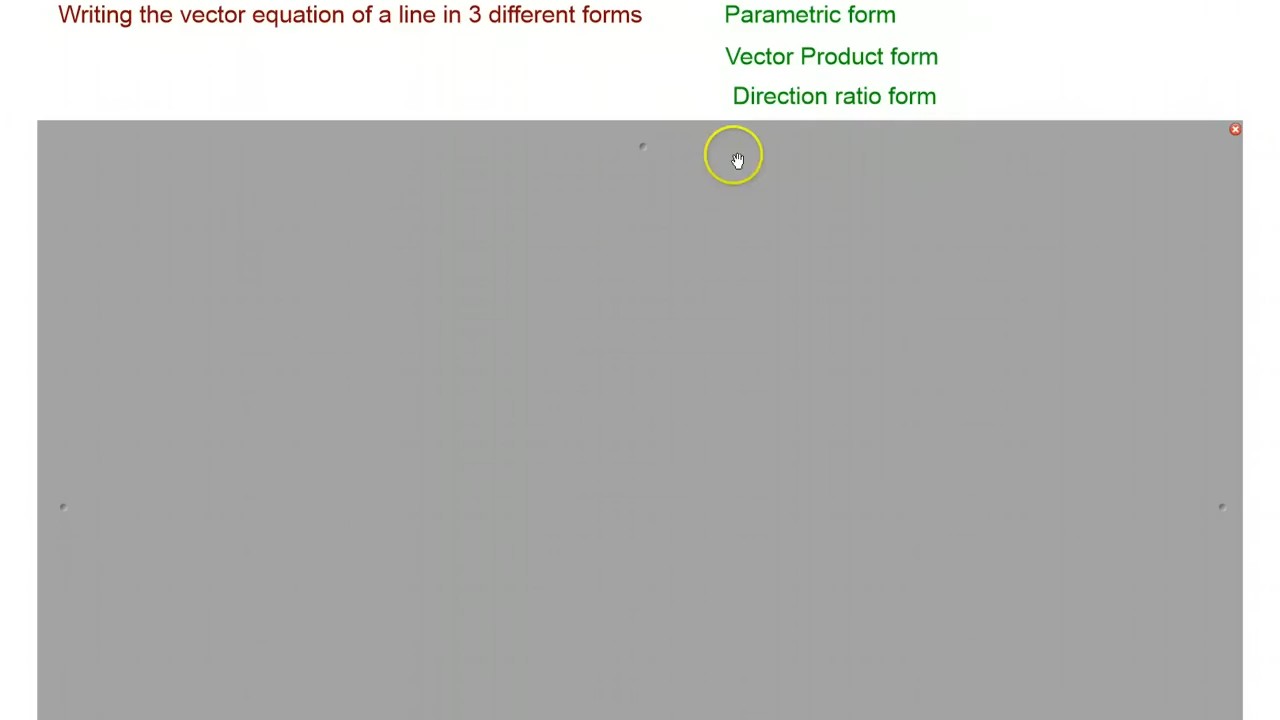 Writing the vector equation of a line in 3 different forms
Parametric form
Vector Product form
Direction ratio form